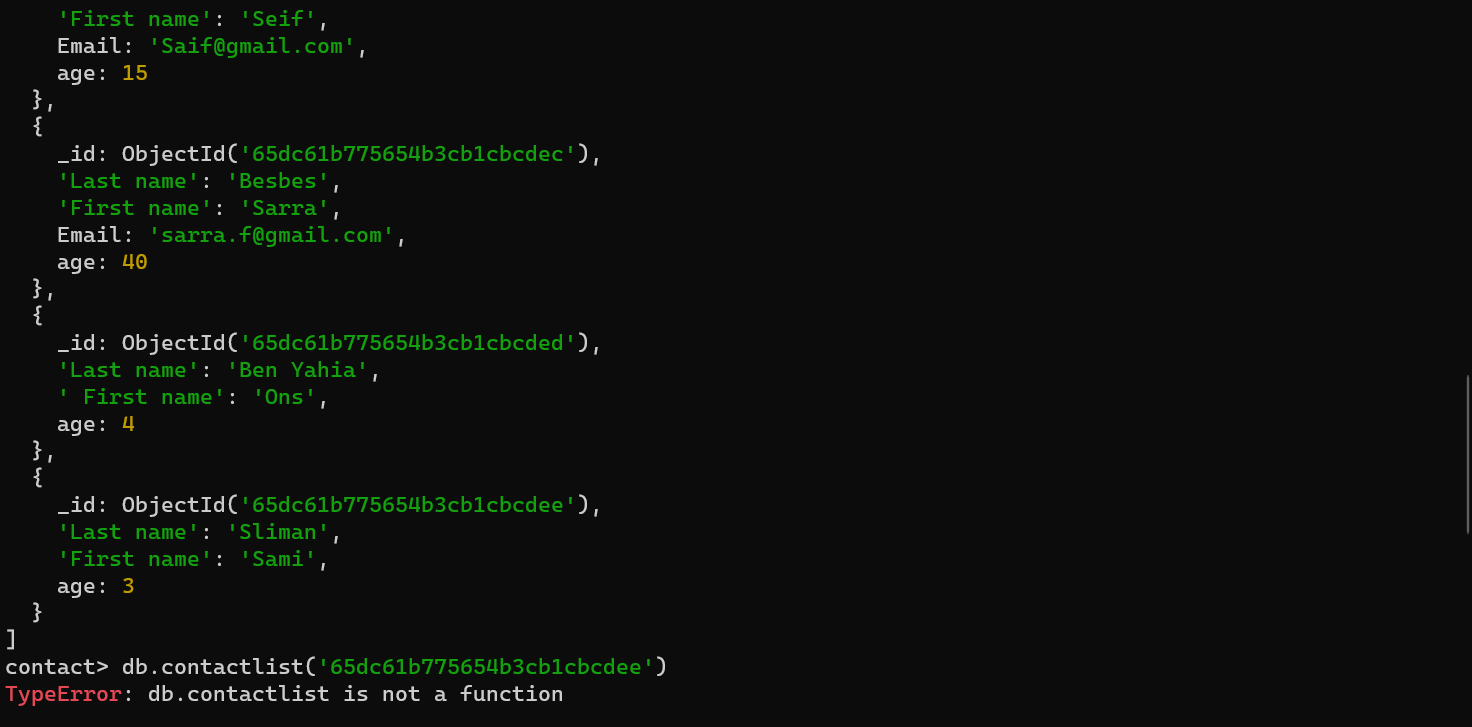 'First name': 'Seif',
Email: 'Saif@gmail.com',
age: 15
},
{
_id: ObjectId('65dc61b775654b3cb1cbcdec'),
'Last name': 'Besbes',
'First name': 'Sarra',
Email: 'sarra.f@gmail.com',
age: 40
},
{
_id: ObjectId('65dc61b775654b3cb1cbcded'),
'Last name': 'Ben Yahia',
' First name': 'Ons',
age: 4
},
{
_id: ObjectId('65dc61b775654b3cb1cbcdee'),
'Last name': 'Sliman',
'First name': 'Sami',
age: 3
}
]
contact> db.contactlist('65dc61b775654b3cb1cbcdee')
TypeError: db.contactlist is not a function